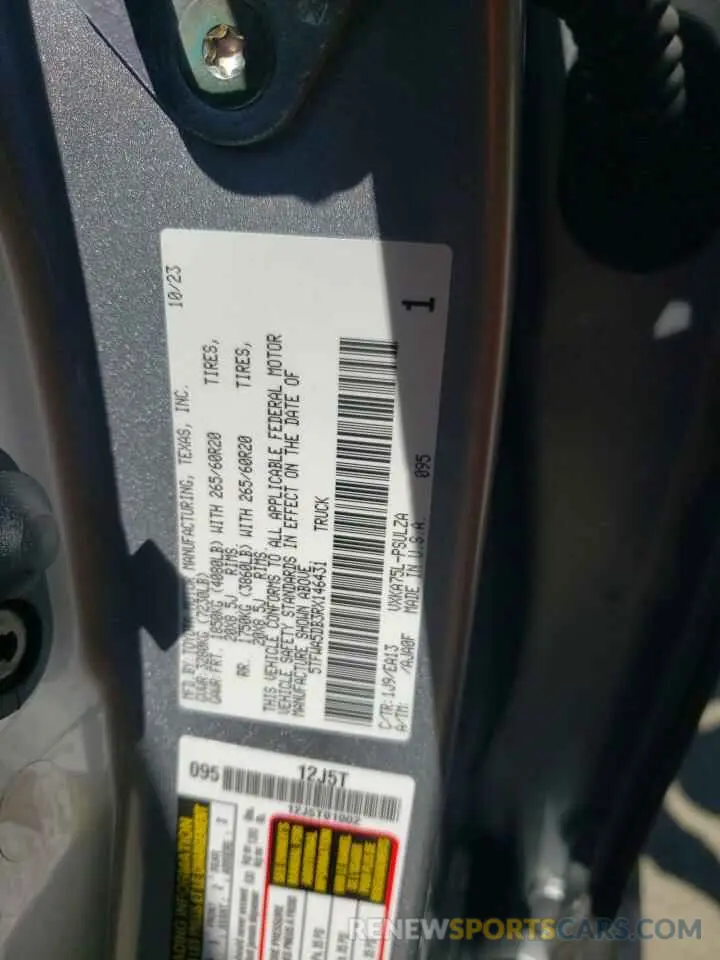 10/23
MFD BY TOYOTA MOTOR MANUFACTURING, TEXAS, INC.
GVWR 3280KG (7230LB)
GAWR FRT. 1850KG (4080LB) WITH 265/60R20 TIRES,
20X8.5J RIMS.
RR. 1750KG (3860LB) WITH 265/60R20 TIRES,
20X8.5J RIMS.
THIS VEHICLE CONFORMS TO ALL APPLICABLE FEDERAL MOTOR
VEHICLE SAFETY STANDARDS IN EFFECT ON THE DATE OF
MANUFACTURE SHOWN ABOVE.
5TFWA5DB3RX146431 TRUCK
C/TR:1J9/EA13 VXKA75L-PSULZA 095
A/TM: /AJA0F MADE IN U.S.A.
1
095 12J5T
12J5T01002
RENEWSPORTSCARS.COM